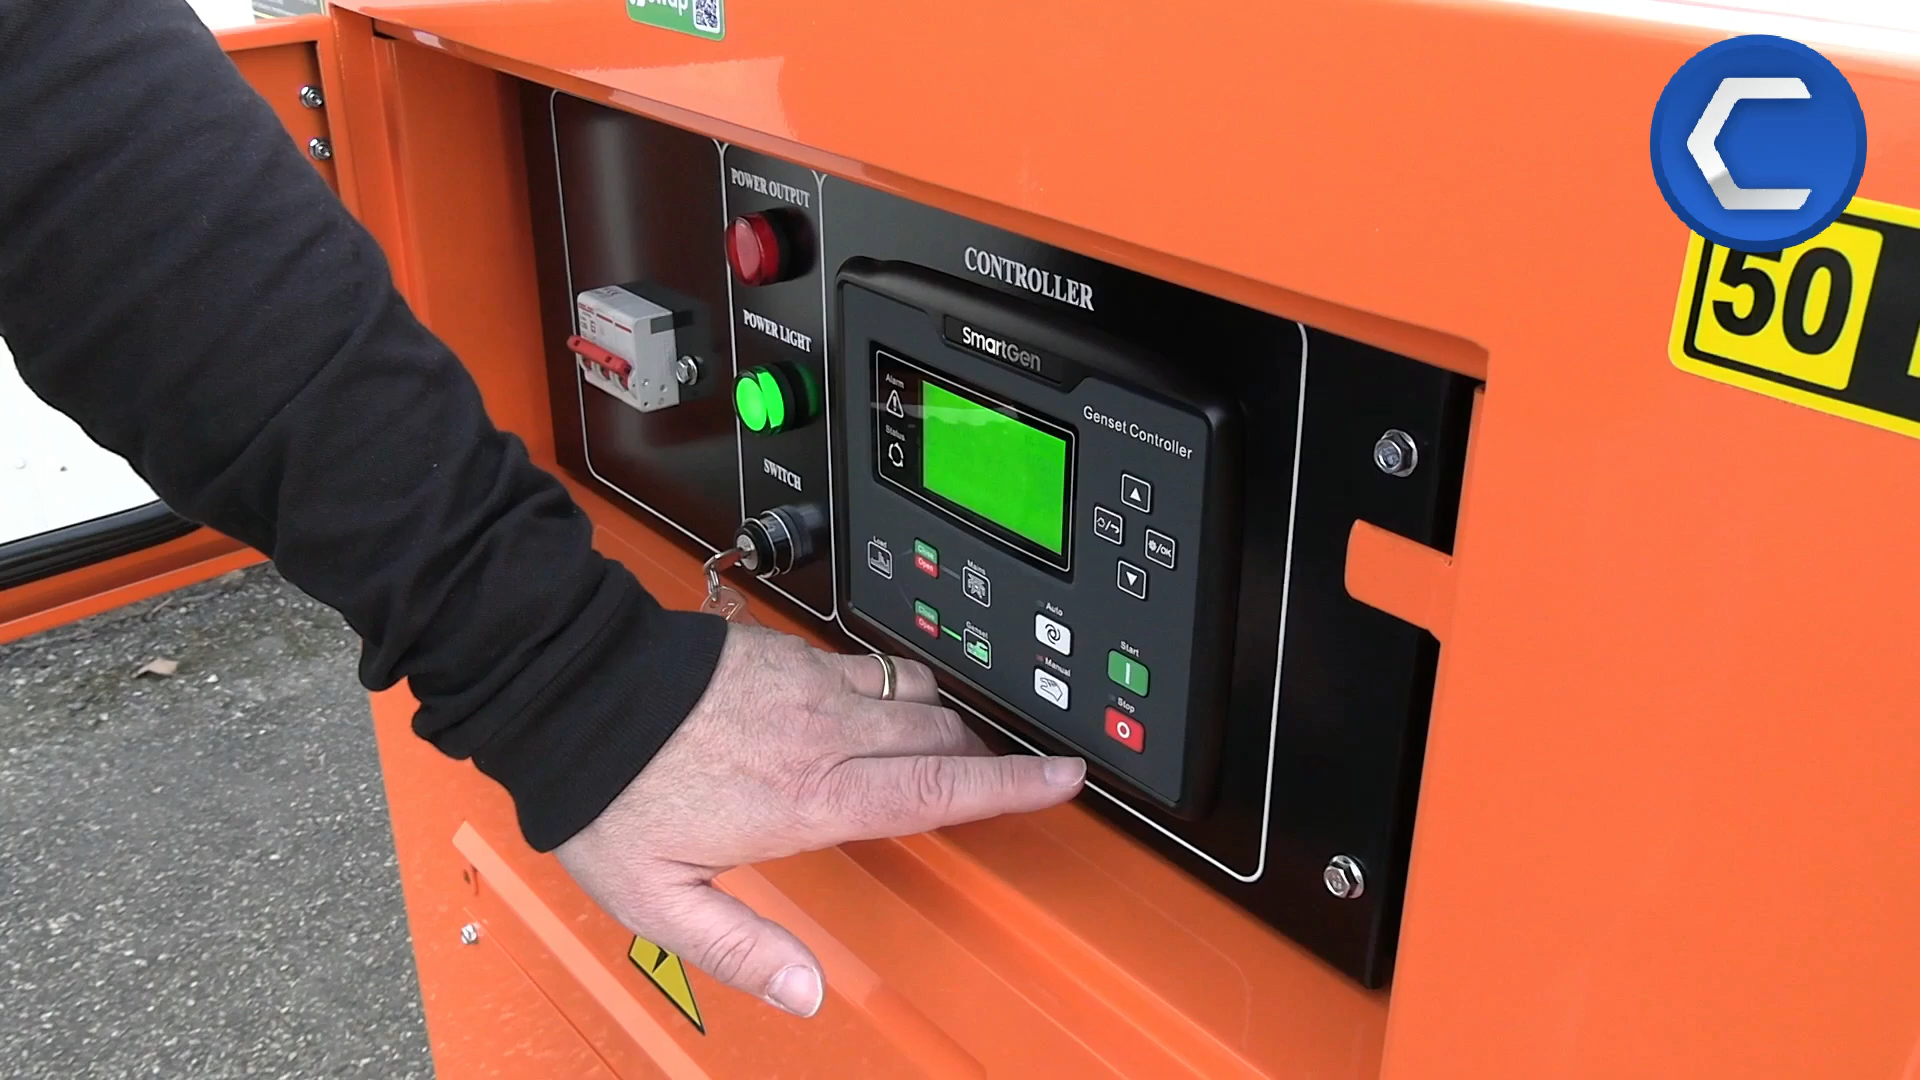 POWER OUTPUT
POWER LIGHT
SWITCH
CONTROLLER
SmartGen
Genset Controller
Alarm
Status
Load
Close
Open
Mains
Close
Open
Genset
Auto
Manual
Start
Stop
/OK
50